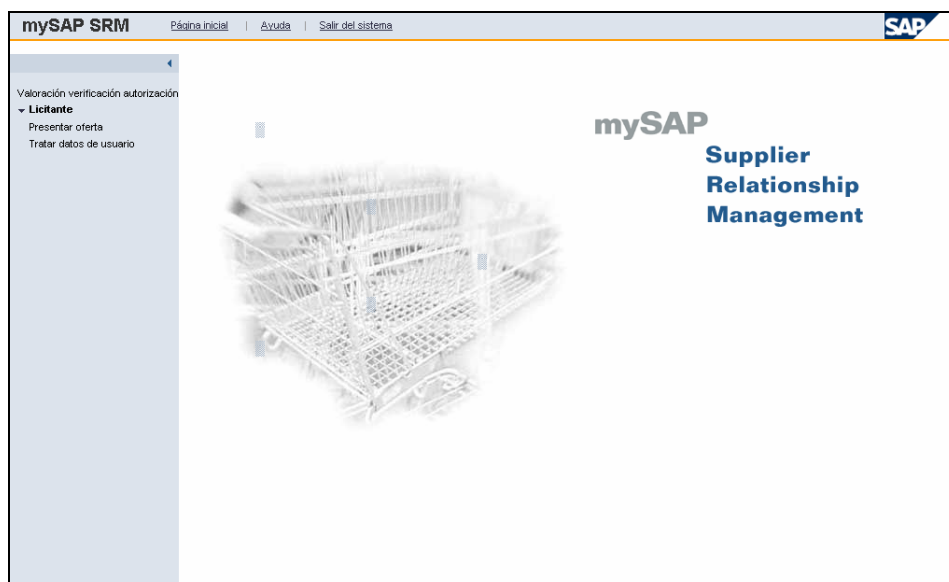 mySAP SRM
Página inicial | Ayuda | Salir del sistema
SAP
Valoración verificación autorización
Licitante
Presentar oferta
Tratar datos de usuario
mySAP
Supplier
Relationship
Management